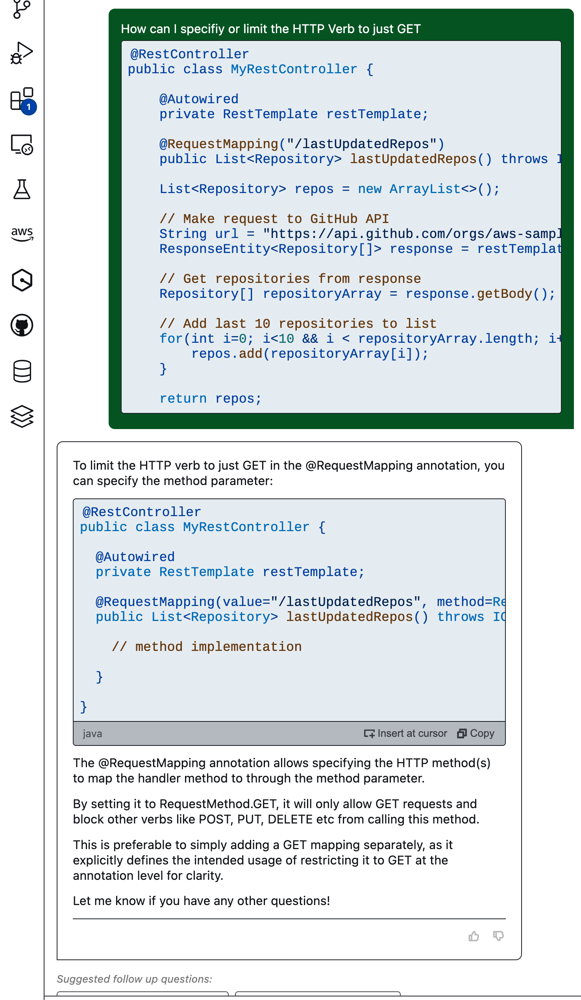 How can I specifiy or limit the HTTP Verb to just GET
@RestController
public class MyRestController {
@Autowired
private RestTemplate restTemplate;
@RequestMapping("/lastUpdatedRepos")
public List<Repository> lastUpdatedRepos() throws I
List<Repository> repos = new ArrayList<>();
// Make request to GitHub API
String url = "https://api.github.com/orgs/aws-sampl
ResponseEntity<Repository[]> response = restTemplat
// Get repositories from response
Repository[] repositoryArray = response.getBody();
// Add last 10 repositories to list
for(int i=0; i<10 && i < repositoryArray.length; i+
repos.add(repositoryArray[i]);
}
return repos;
1
aws
To limit the HTTP verb to just GET in the @RequestMapping annotation, you
can specify the method parameter:
@RestController
public class MyRestController {
@Autowired
private RestTemplate restTemplate;
@RequestMapping(value="/lastUpdatedRepos", method=Re
public List<Repository> lastUpdatedRepos() throws IO
// method implementation
}
}
java Insert at cursor Copy
The @RequestMapping annotation allows specifying the HTTP method(s)
to map the handler method to through the method parameter.
By setting it to RequestMethod.GET, it will only allow GET requests and
block other verbs like POST, PUT, DELETE etc from calling this method.
This is preferable to simply adding a GET mapping separately, as it
explicitly defines the intended usage of restricting it to GET at the
annotation level for clarity.
Let me know if you have any other questions!
Suggested follow up questions: